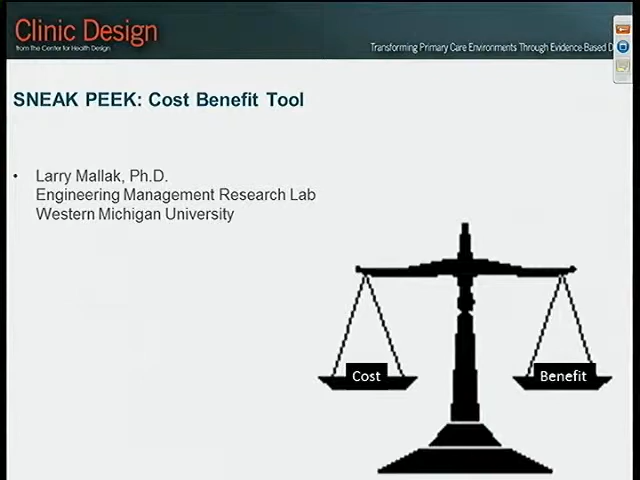 Clinic Design
from The Center for Health Design
Transforming Primary Care Environments Through Evidence Based D
SNEAK PEEK: Cost Benefit Tool
• Larry Mallak, Ph.D.
Engineering Management Research Lab
Western Michigan University
Cost
Benefit